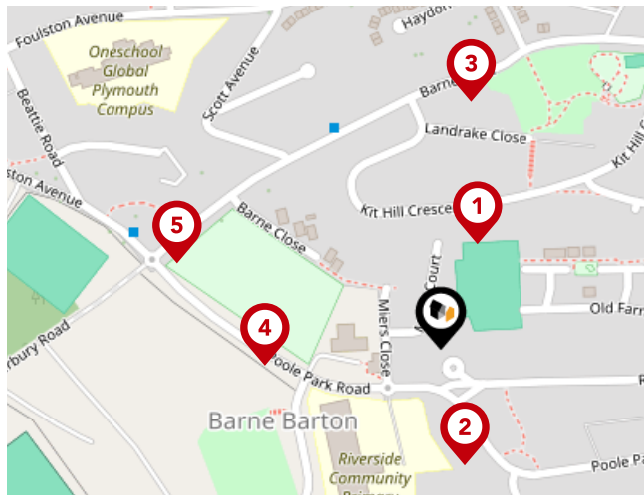 Foulston Avenue
Haydon
Oneschool
Global
Plymouth
Campus
Scott Avenue
Beattie Road
3
Barne
Landrake Close
Kit Hill
Kit Hill Cresce
ston Avenue
1
Barne Close
5
Court
Miers Close
Old Farm
rbury Road
4
Poole Park Road
R
Barne Barton
2
Riverside
Community
Primary
Poole Pa